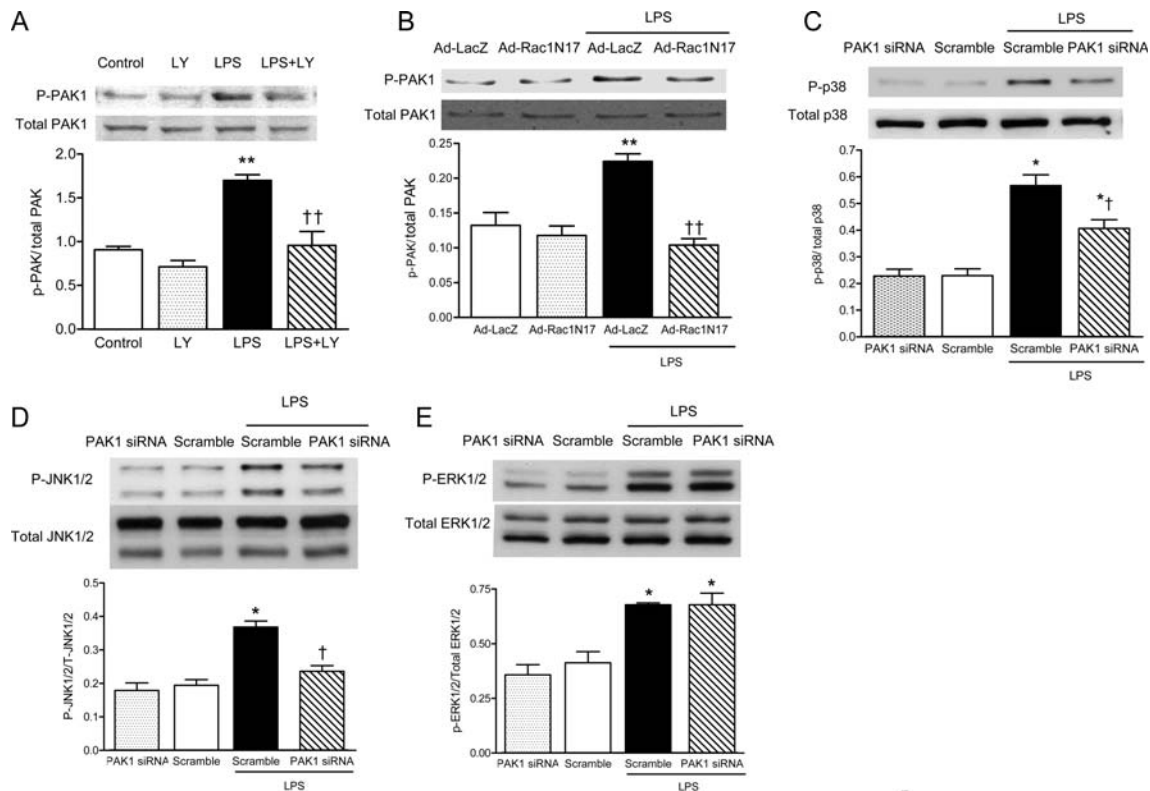 A
Control LY LPS LPS+LY
P-PAK1
Total PAK1
p-PAK/total PAK
2.0
**
1.5
††
1.0
0.5
0.0
Control LY LPS LPS+LY
B
LPS
Ad-LacZ Ad-Rac1N17 Ad-LacZ Ad-Rac1N17
P-PAK1
Total PAK1
p-PAK/total PAK
0.25
**
0.20
0.15
††
0.10
0.05
0.00
Ad-LacZ Ad-Rac1N17 Ad-LacZ Ad-Rac1N17
LPS
C
LPS
PAK1 siRNA Scramble Scramble PAK1 siRNA
P-p38
Total p38
p-p38/ total p38
0.7
*
0.6
0.5
*†
0.4
0.3
0.2
0.1
0.0
PAK1 siRNA Scramble Scramble PAK1 siRNA
LPS
D
LPS
PAK1 siRNA Scramble Scramble PAK1 siRNA
P-JNK1/2
Total JNK1/2
P-JNK1/2/T-JNK1/2
0.5
0.4
*
0.3
†
0.2
0.1
0.0
PAK1 siRNA Scramble Scramble PAK1 siRNA
LPS
E
LPS
PAK1 siRNA Scramble Scramble PAK1 siRNA
P-ERK1/2
Total ERK1/2
p-ERK1/2/Total ERK1/2
0.75
* *
0.50
0.25
0.00
PAK1 siRNA Scramble Scramble PAK1 siRNA
LPS